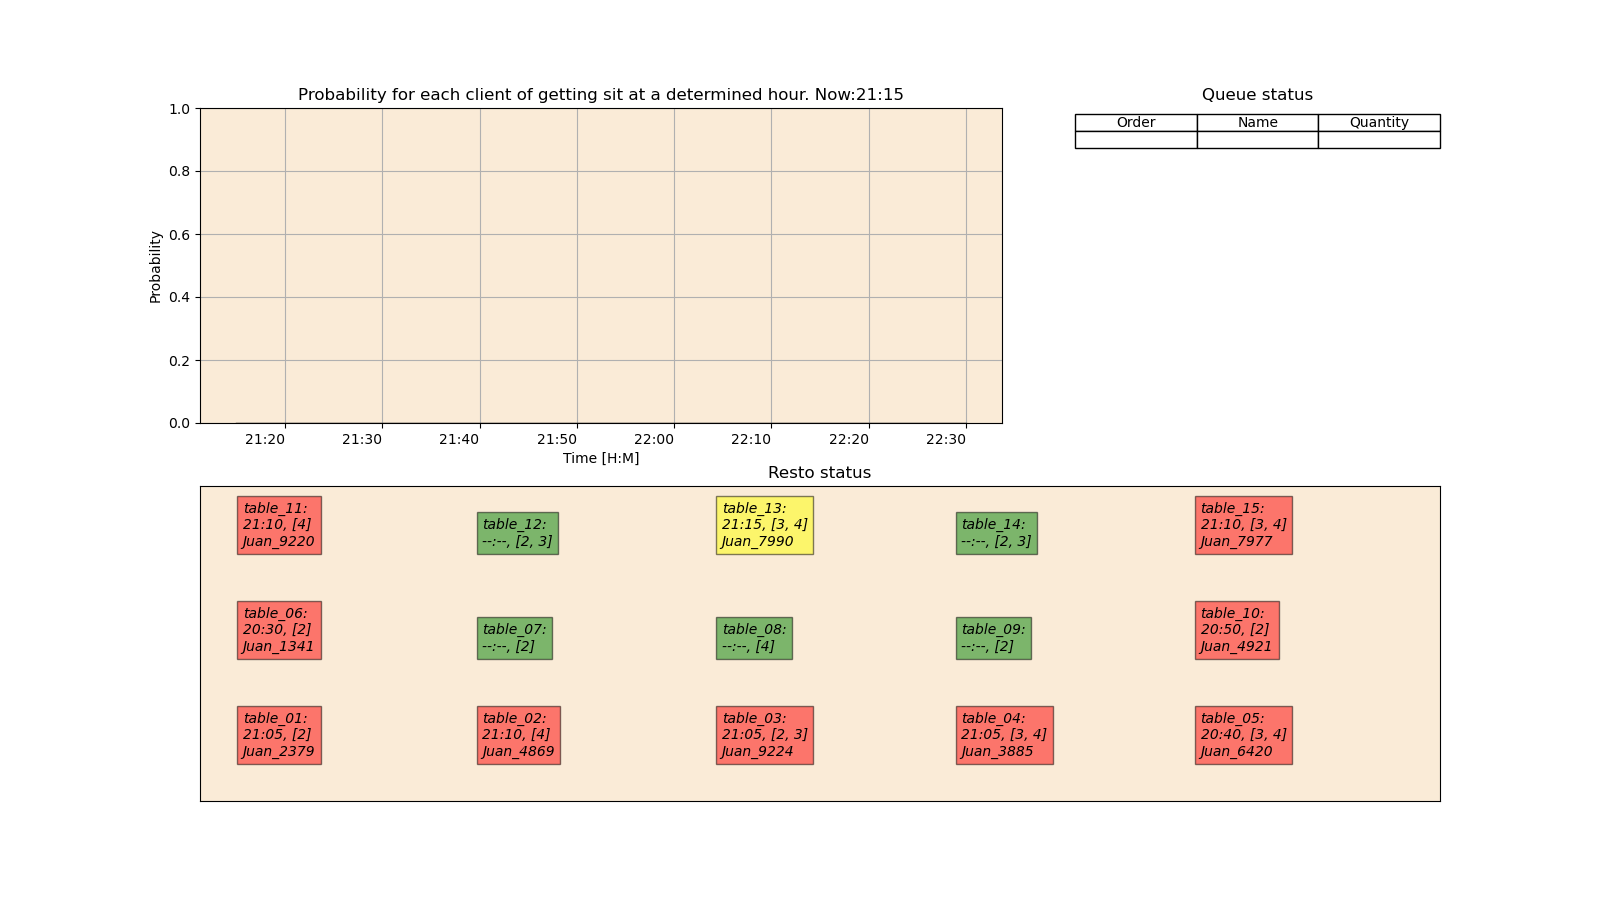 Probability for each client of getting sit at a determined hour. Now:21:15
1.0
0.8
0.6
0.4
0.2
0.0
Probability
21:20 21:30 21:40 21:50 22:00 22:10 22:20 22:30
Time [H:M]
Queue status
Order Name Quantity
Resto status
table_11:
21:10, [4]
Juan_9220
table_12:
--:--, [2, 3]
table_13:
21:15, [3, 4]
Juan_7990
table_14:
--:--, [2, 3]
table_15:
21:10, [3, 4]
Juan_7977
table_06:
20:30, [2]
Juan_1341
table_07:
--:--, [2]
table_08:
--:--, [4]
table_09:
--:--, [2]
table_10:
20:50, [2]
Juan_4921
table_01:
21:05, [2]
Juan_2379
table_02:
21:10, [4]
Juan_4869
table_03:
21:05, [2, 3]
Juan_9224
table_04:
21:05, [3, 4]
Juan_3885
table_05:
20:40, [3, 4]
Juan_6420